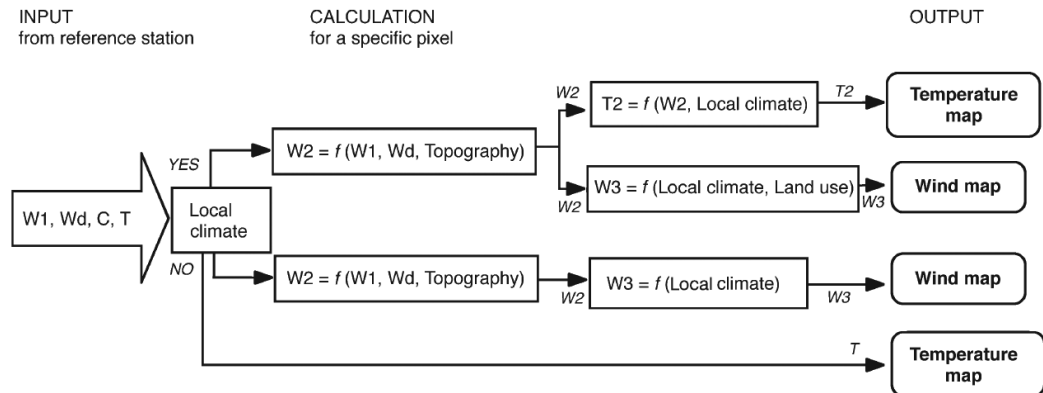 INPUT
from reference station
CALCULATION
for a specific pixel
OUTPUT
W2
T2 = f (W2, Local climate)
T2
Temperature
map
YES
W2 = f (W1, Wd, Topography)
W2
W3 = f (Local climate, Land use)
W3
Wind map
W1, Wd, C, T
Local
climate
NO
W2 = f (W1, Wd, Topography)
W2
W3 = f (Local climate)
W3
Wind map
T
Temperature
map